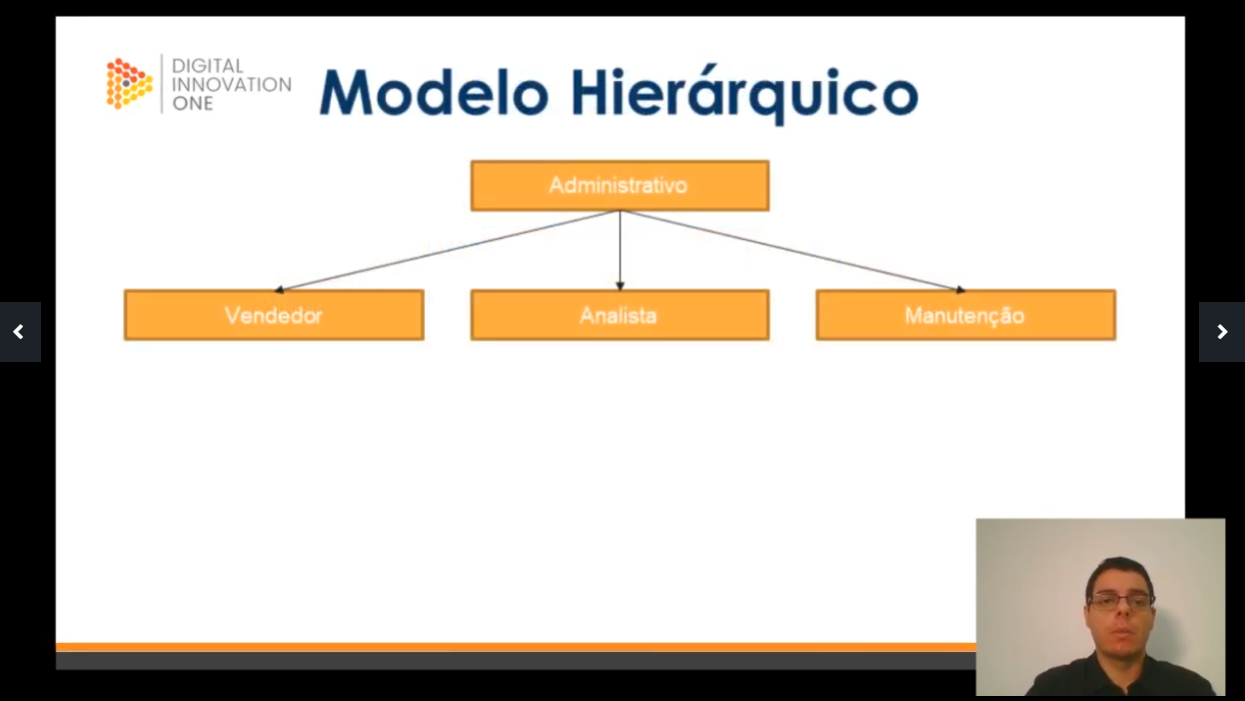 DIGITAL
INNOVATION
ONE
Modelo Hierárquico
Administrativo
Vendedor
Analista
Manutenção